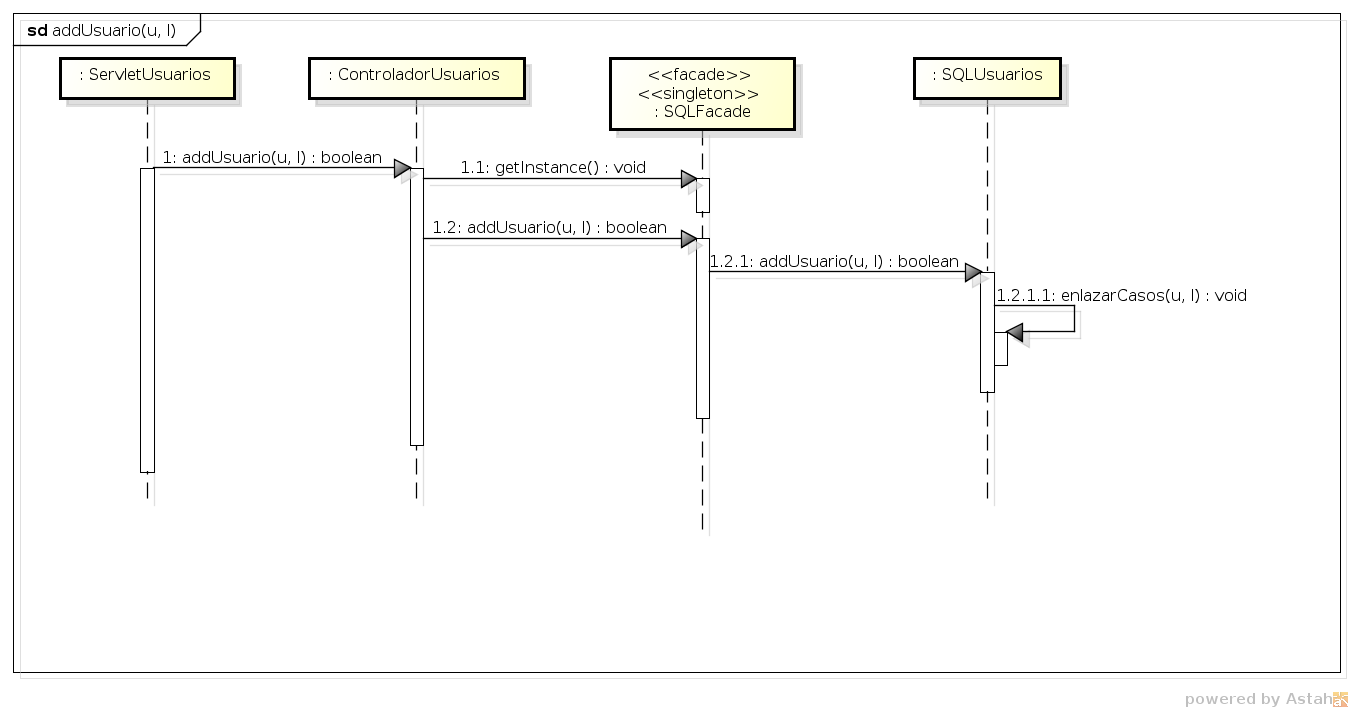 sd addUsuario(u, l)
: ServletUsuarios
: ControladorUsuarios
<<facade>>
<<singleton>>
: SQLFacade
: SQLUsuarios
1: addUsuario(u, l) : boolean
1.1: getInstance() : void
1.2: addUsuario(u, l) : boolean
1.2.1: addUsuario(u, l) : boolean
1.2.1.1: enlazarCasos(u, l) : void
powered by Astah